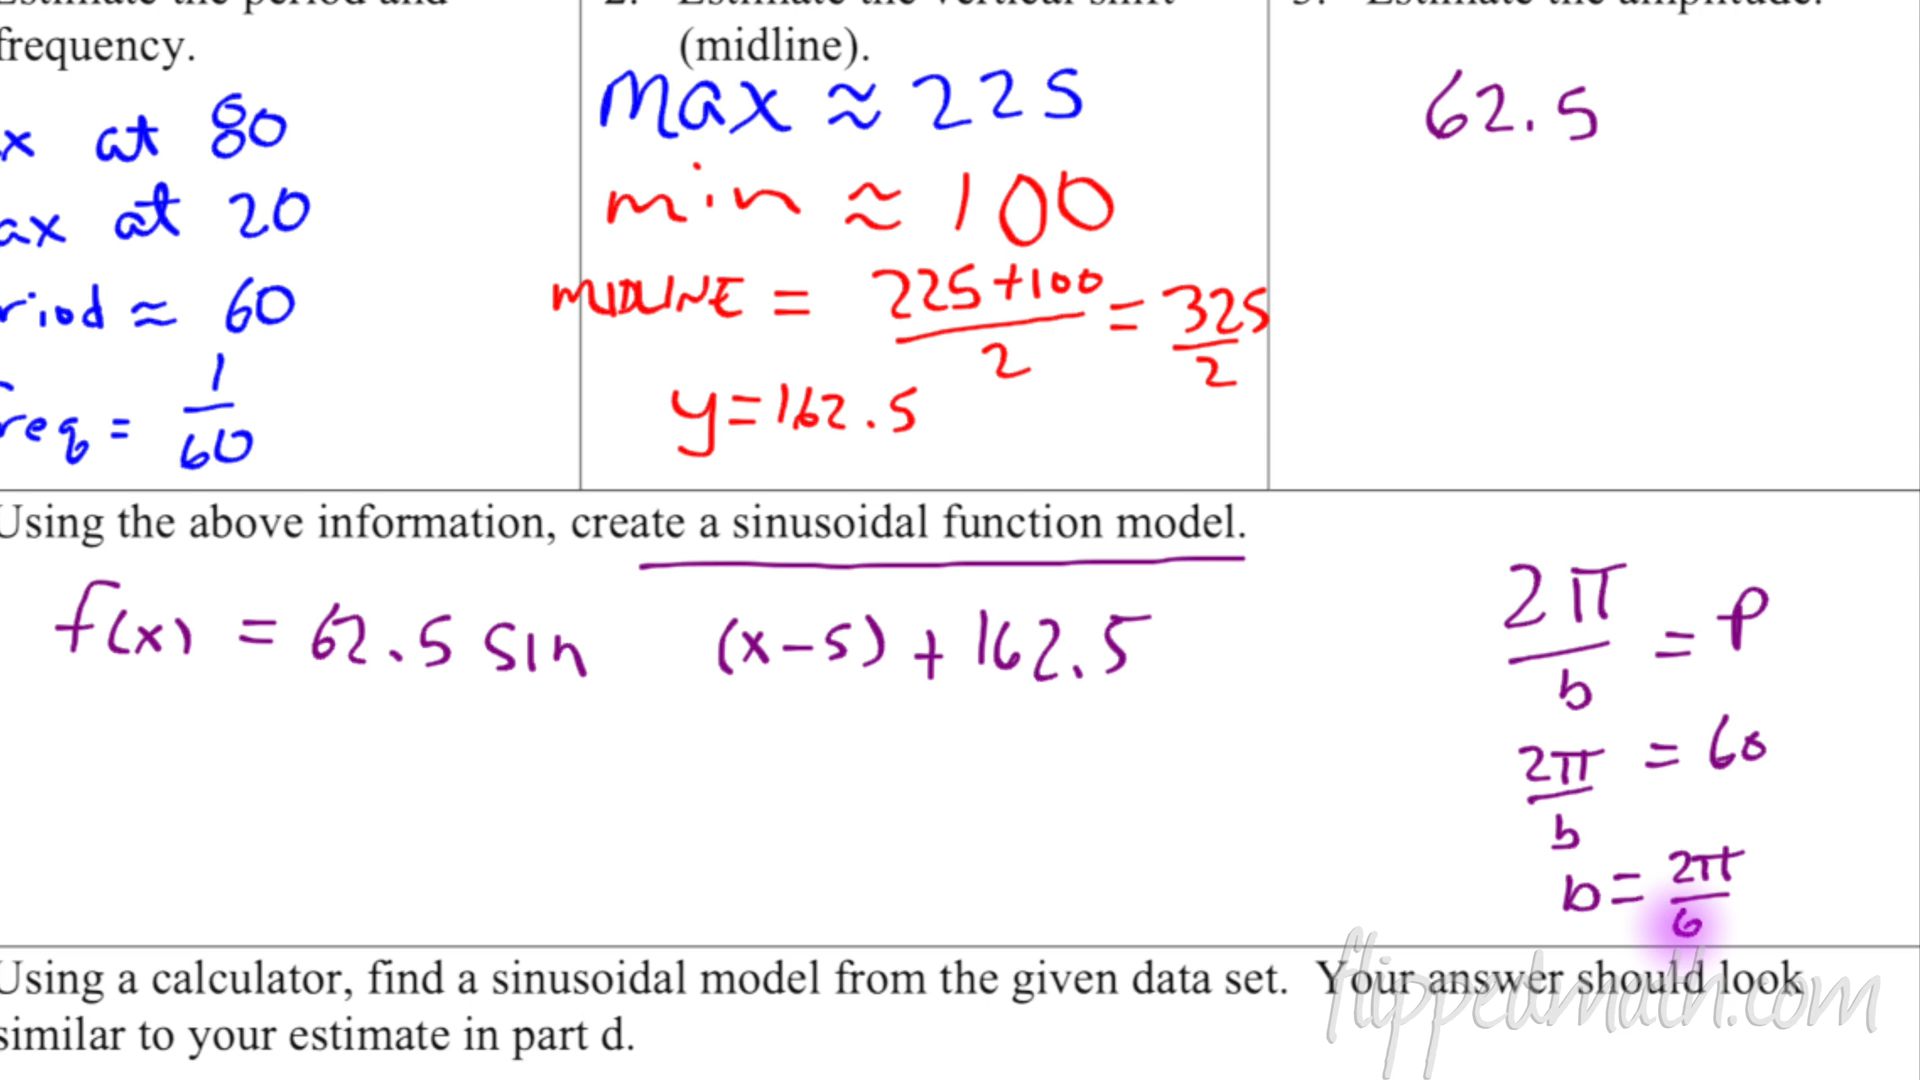 frequency.
x at 80
ax at 20
riod ≈ 60
req = 1/60
(midline).
max ≈ 225
min ≈ 100
MIDLINE = 225+100/2 = 325/2
y=162.5
62.5
Using the above information, create a sinusoidal function model.
f(x) = 62.5 sin (x-5) + 162.5
2π/b = P
2π/b = 60
b = 2π/6
Using a calculator, find a sinusoidal model from the given data set. Your answer should look
similar to your estimate in part d.
flippedmath.com